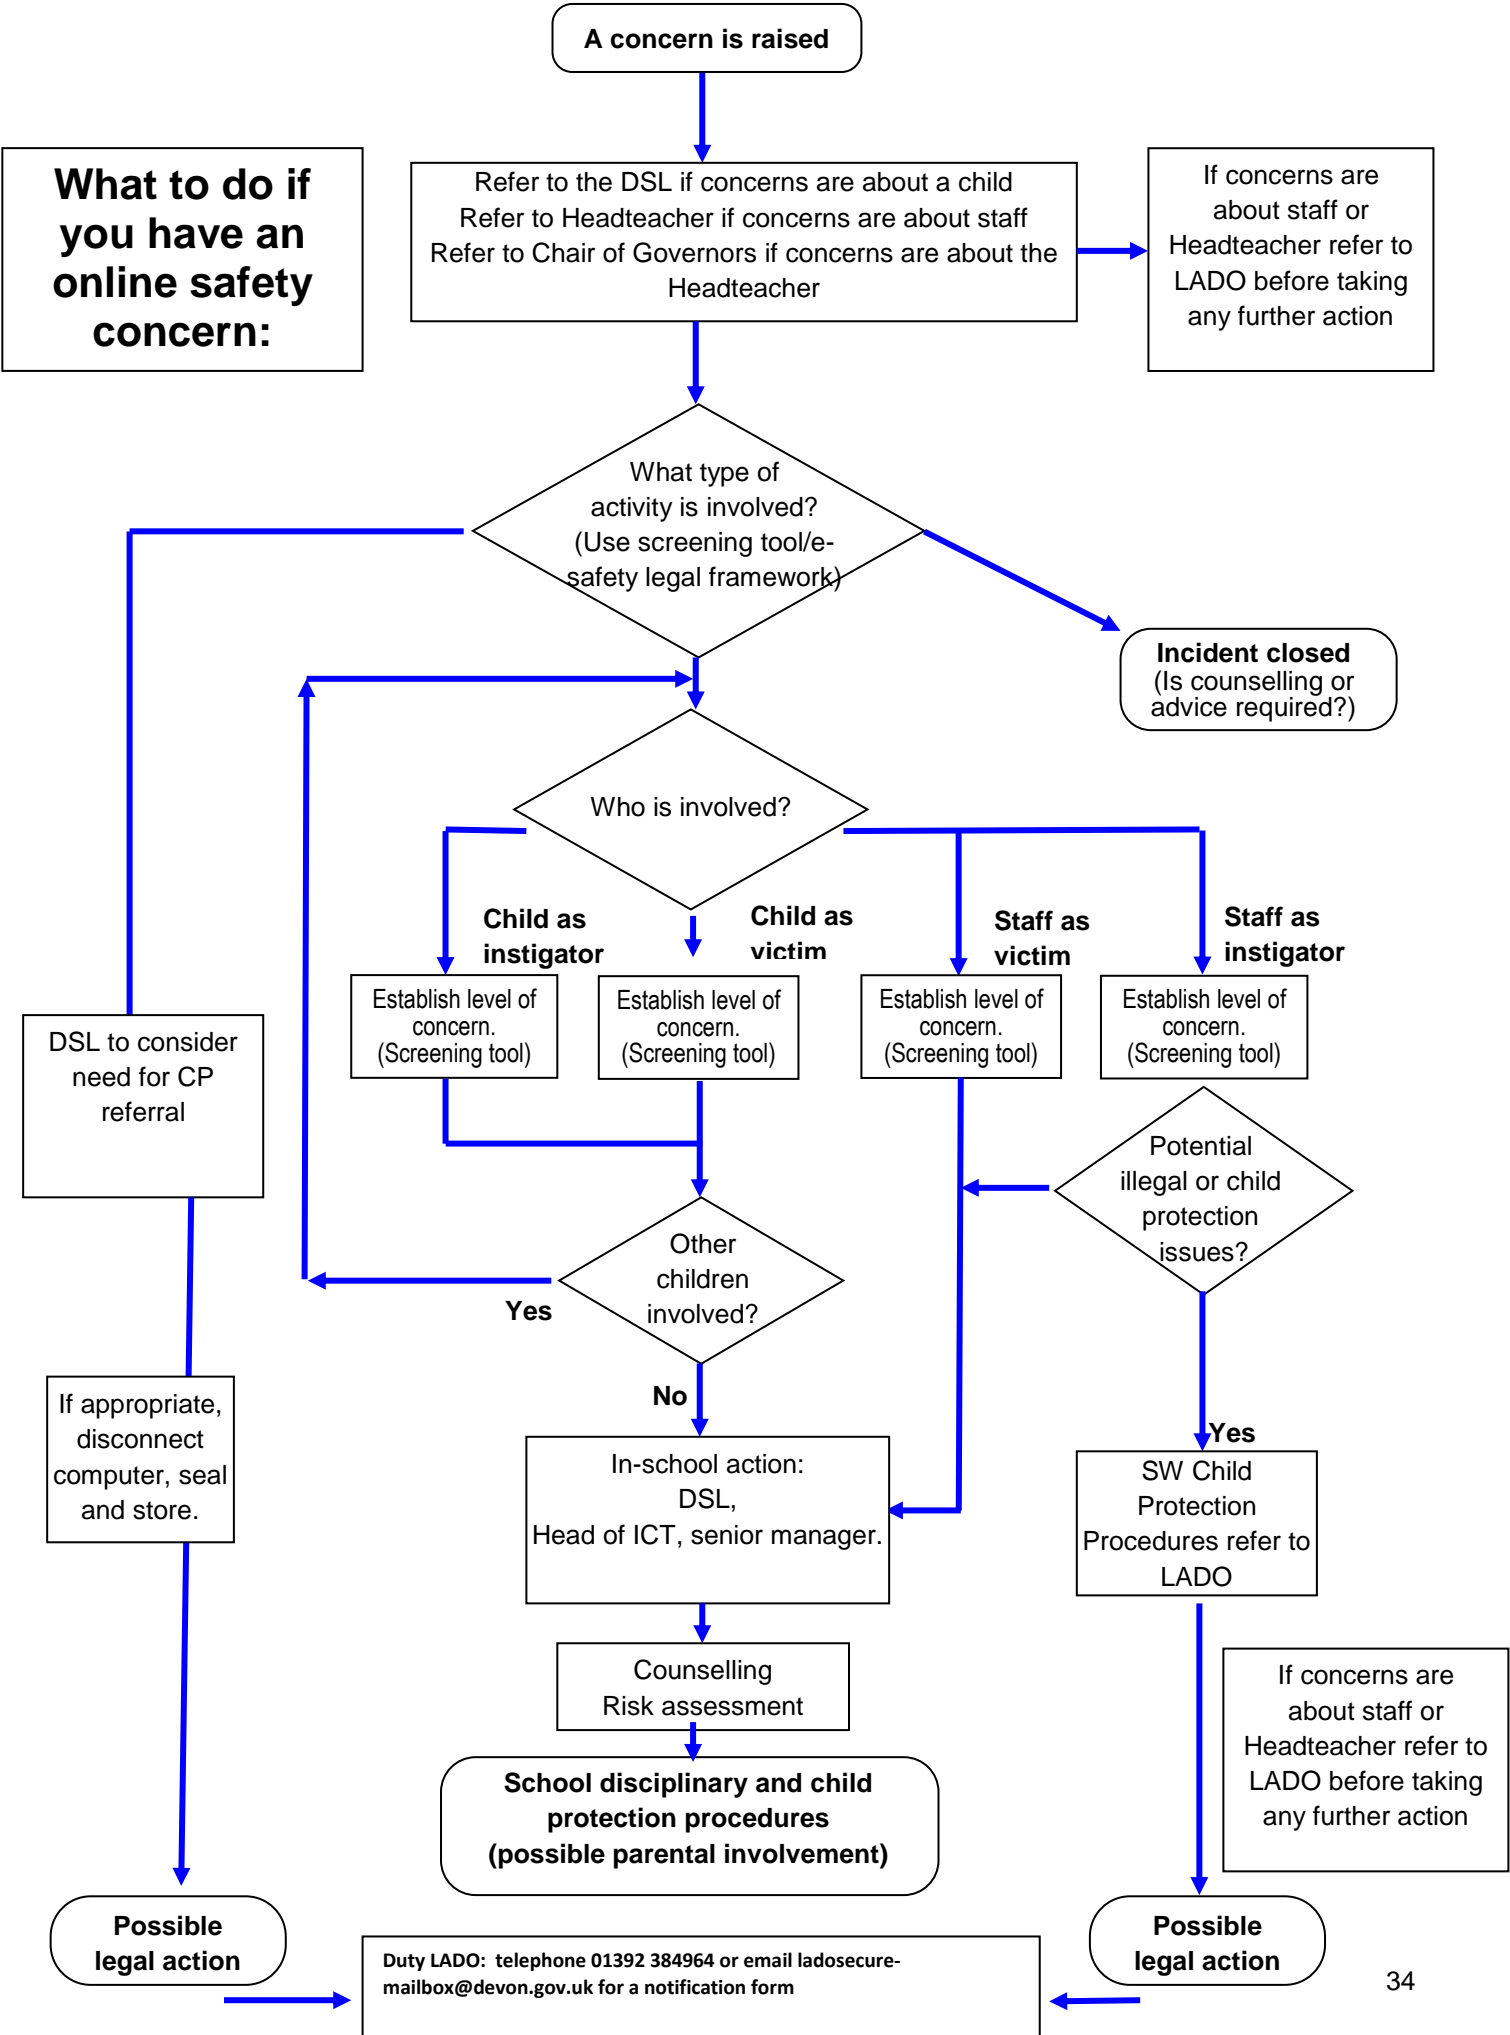 A concern is raised
What to do if
you have an
online safety
concern:
Refer to the DSL if concerns are about a child
Refer to Headteacher if concerns are about staff
Refer to Chair of Governors if concerns are about the
Headteacher
If concerns are
about staff or
Headteacher refer to
LADO before taking
any further action
What type of
activity is involved?
(Use screening tool/e-
safety legal framework)
Incident closed
(Is counselling or
advice required?)
Who is involved?
Child as
instigator
Child as
victim
Staff as
victim
Staff as
instigator
Establish level of
concern.
(Screening tool)
Establish level of
concern.
(Screening tool)
Establish level of
concern.
(Screening tool)
Establish level of
concern.
(Screening tool)
DSL to consider
need for CP
referral
Potential
illegal or child
protection
issues?
Other
children
involved?
Yes
No
If appropriate,
disconnect
computer, seal
and store.
In-school action:
DSL,
Head of ICT, senior manager.
Yes
SW Child
Protection
Procedures refer to
LADO
Counselling
Risk assessment
If concerns are
about staff or
Headteacher refer to
LADO before taking
any further action
School disciplinary and child
protection procedures
(possible parental involvement)
Possible
legal action
Possible
legal action
Duty LADO:  telephone 01392 384964 or email ladosecure-
mailbox@devon.gov.uk for a notification form
34